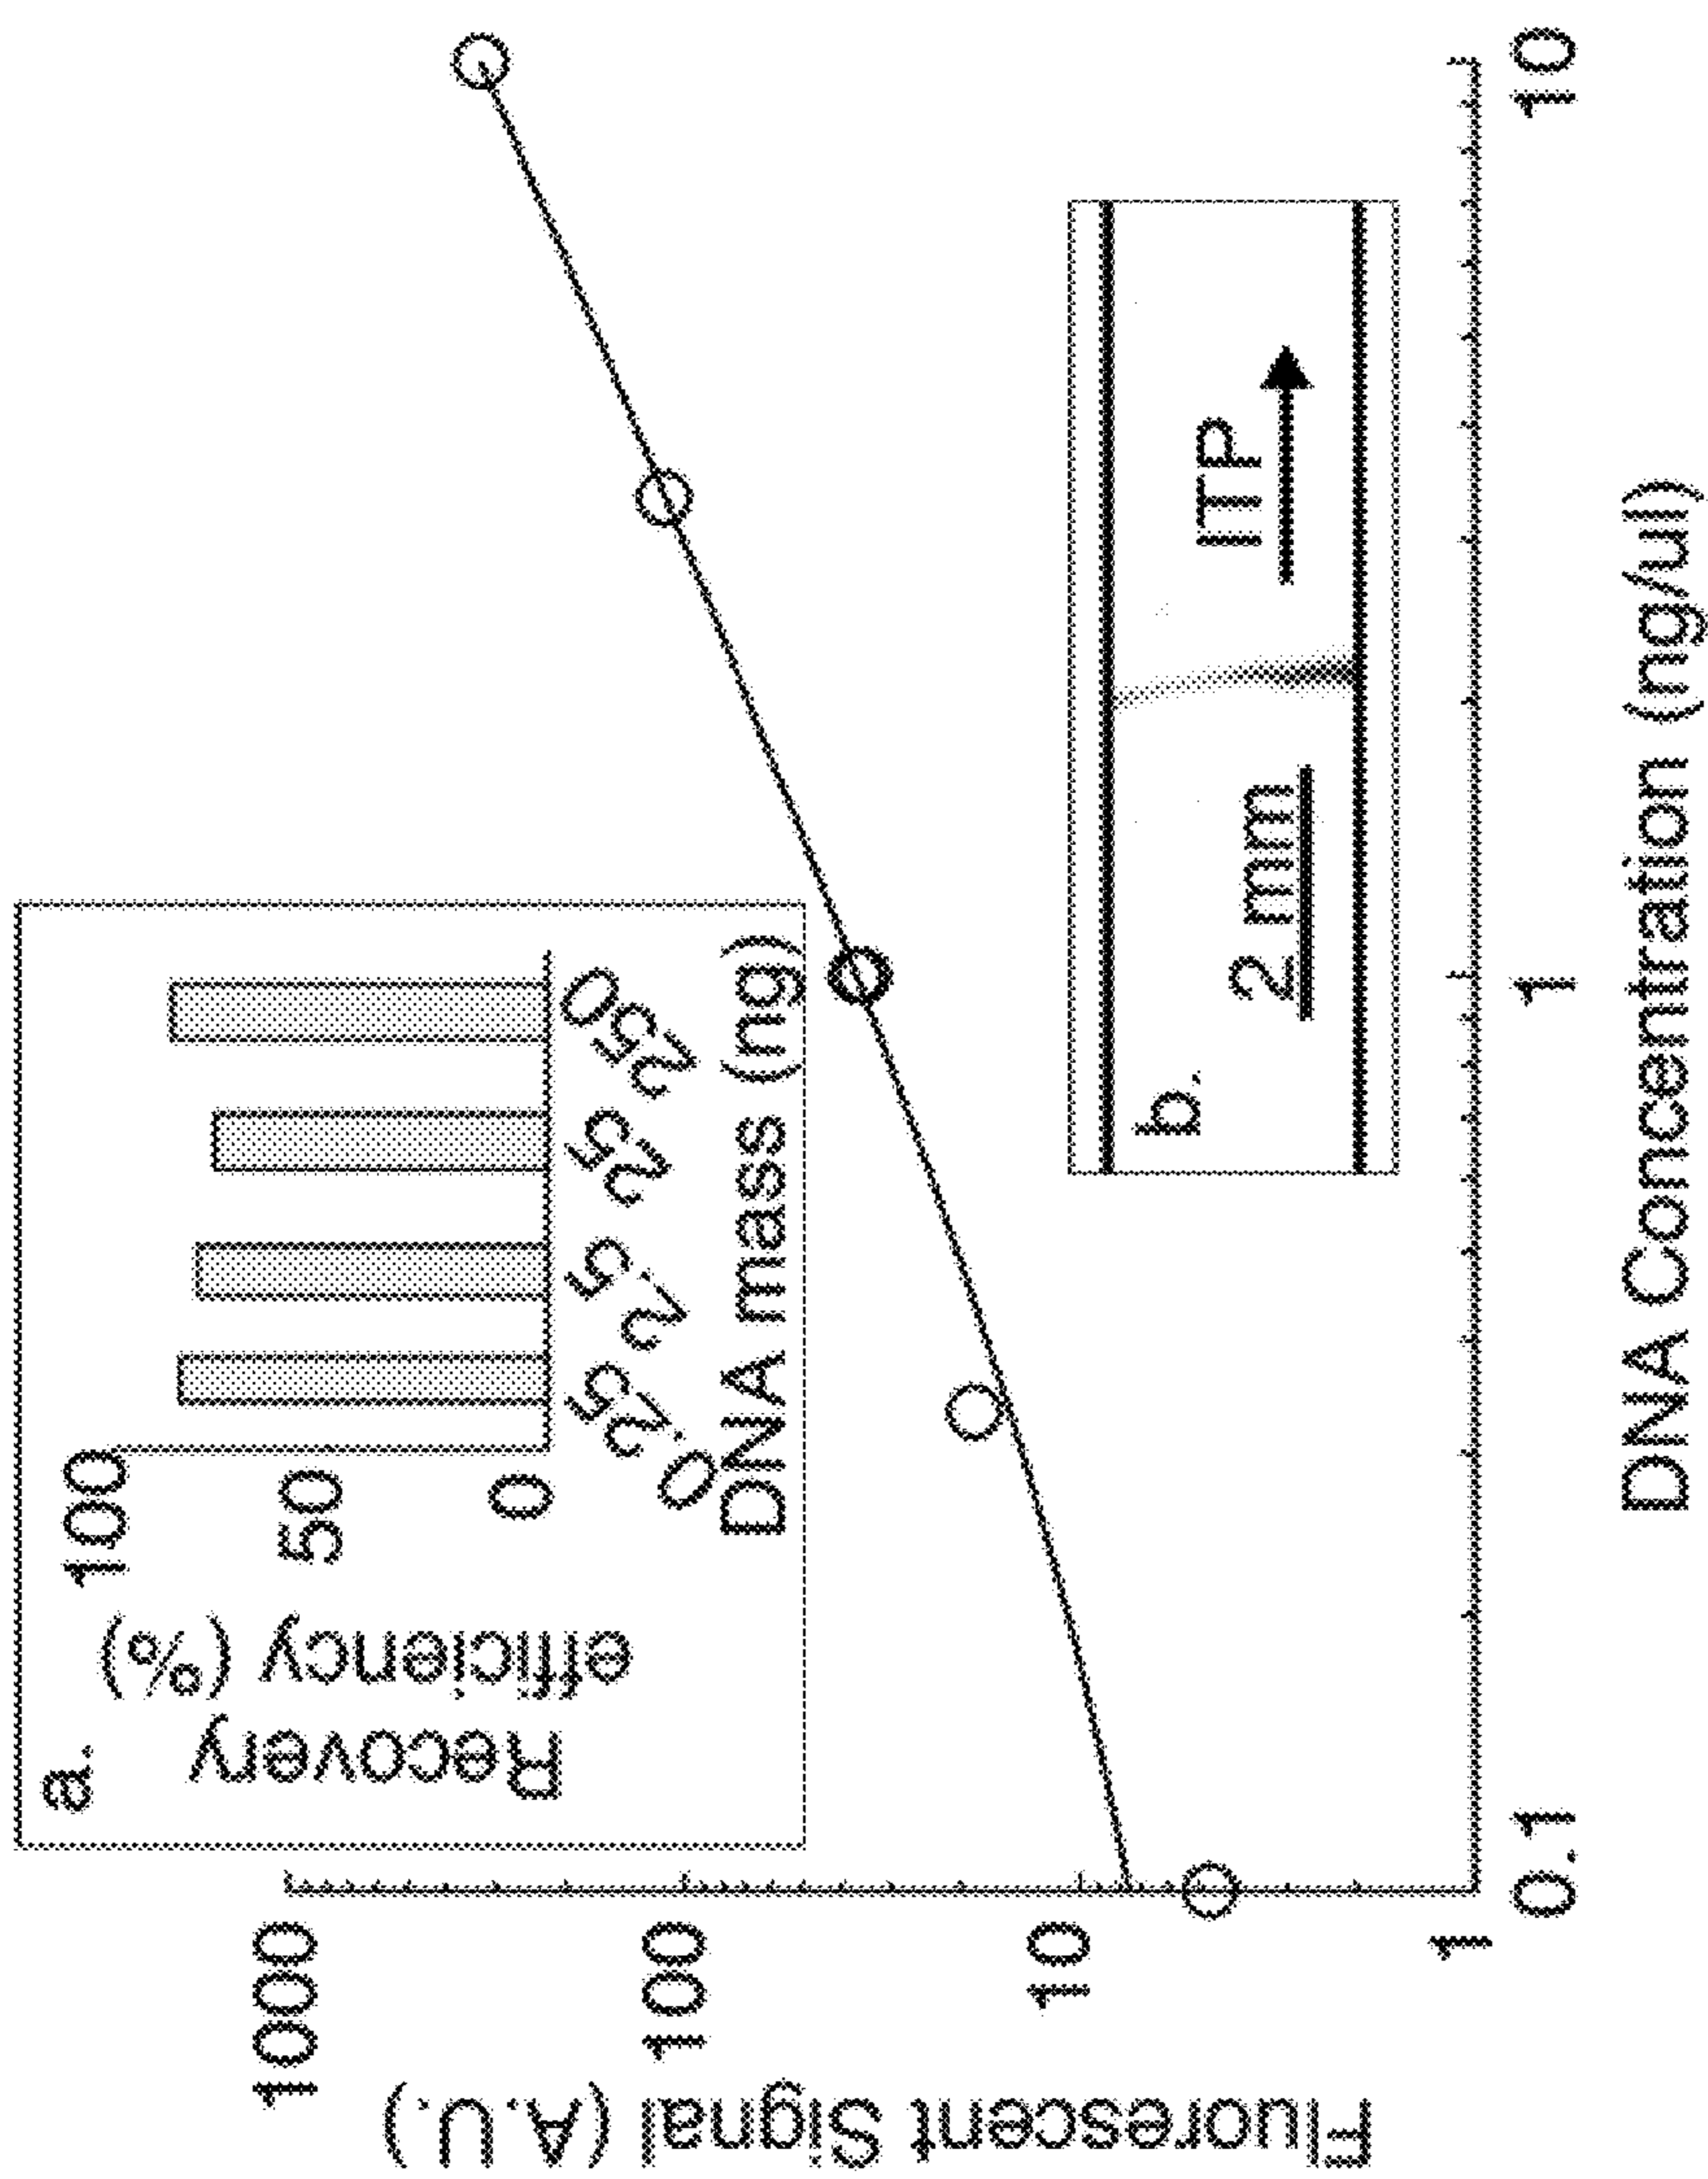 a.
Recovery
efficiency (%)
100
50
0
0.25
2.5
25
250
DNA mass (ng)
Fluorescent Signal (A.U.)
1000
100
10
1
0.1
1
10
DNA Concentration (ng/ul)
b.
2 mm
ITP